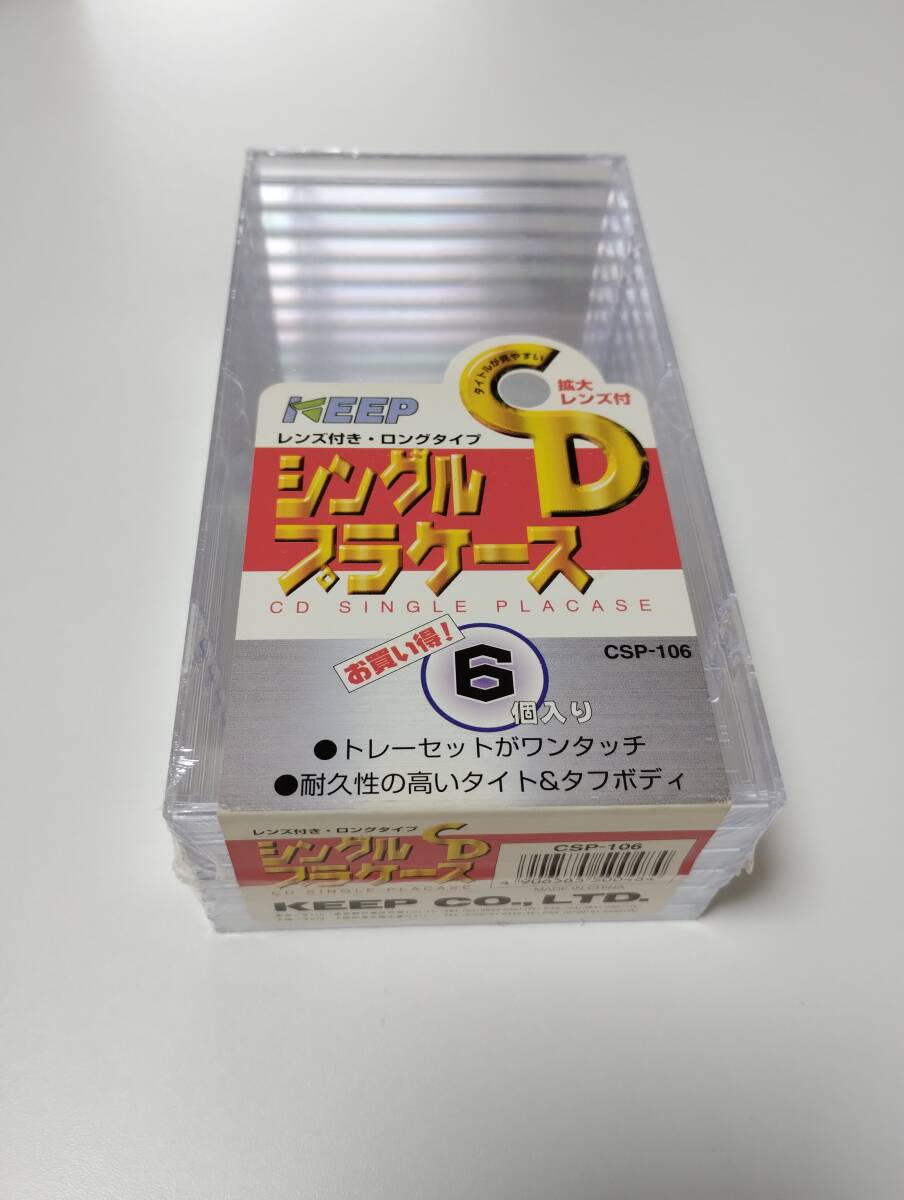 タイトルが見やすい
CD
拡大
レンズ付
KEEP
レンズ付き・ロングタイプ
シングル
プラケース
CD SINGLE PLACASE
お買い得!
CSP-106
6
個入り
●トレーセットがワンタッチ
●耐久性の高いタイト&タフボディ
レンズ付き・ロングタイプ
CD
シングル
プラケース
CD SINGLE PLACASE
CSP-106
MADE IN CHINA
KEEP CO., LTD.